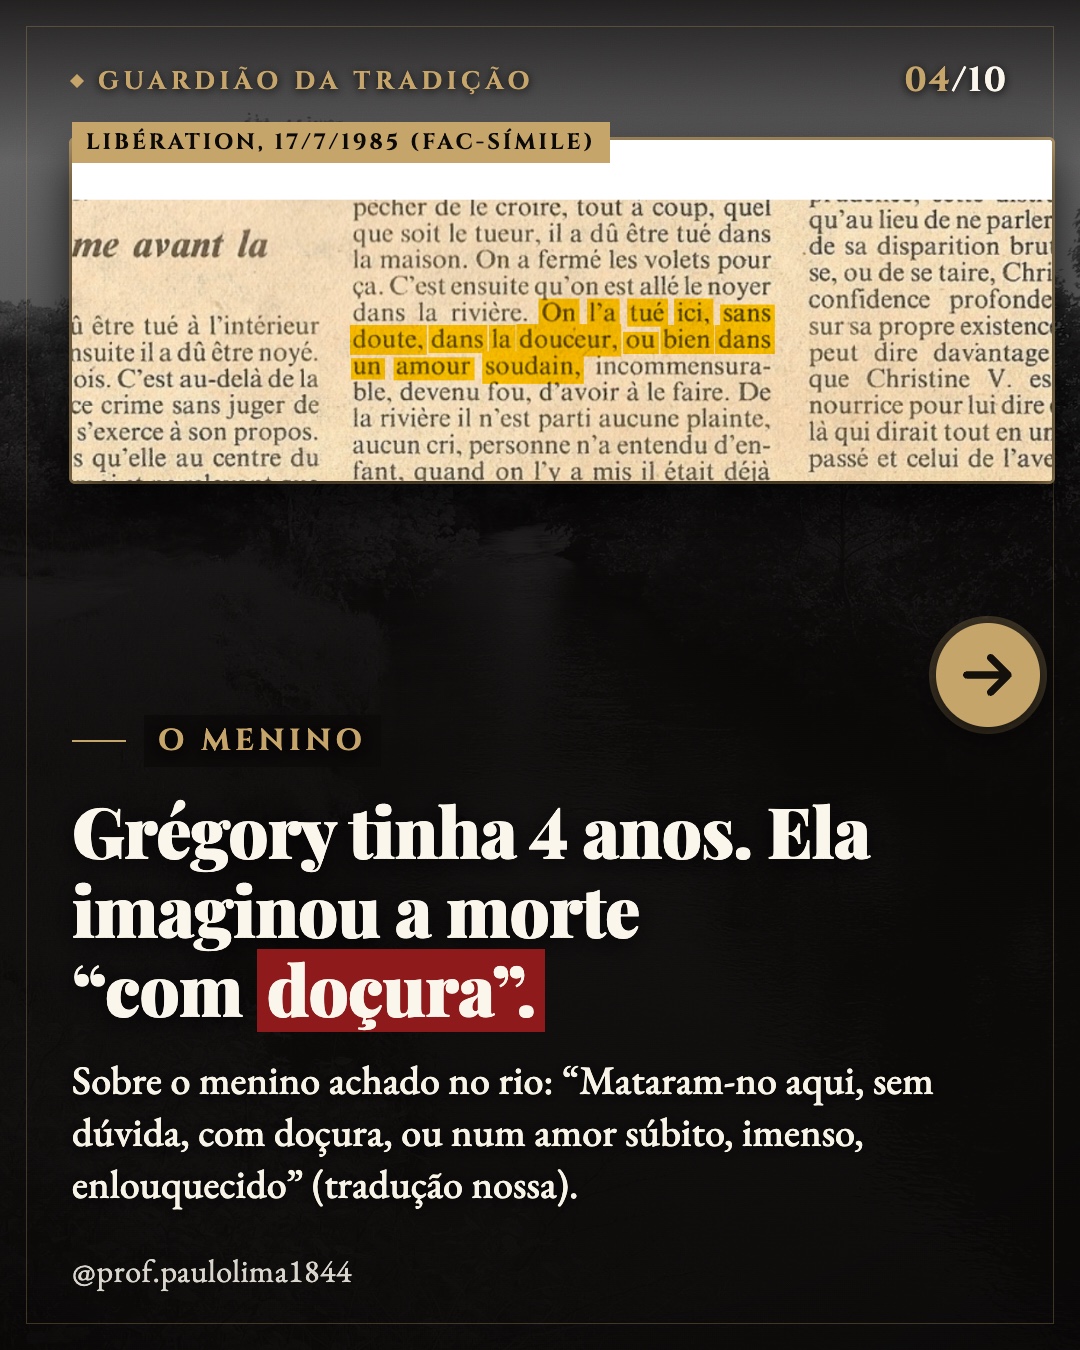 GUARDIÃO DA TRADIÇÃO
04/10
LIBÉRATION, 17/7/1985 (FAC-SÍMILE)
me avant la
û être tué à l'intérieur
nsuite il a dû être noyé.
ois. C'est au-delà de la
ce crime sans juger de
s'exerce à son propos.
s qu'elle au centre du
pêcher de le croire, tout à coup, quel
que soit le tueur, il a dû être tué dans
la maison. On a fermé les volets pour
ça. C'est ensuite qu'on est allé le noyer
dans la rivière. On l'a tué ici, sans
doute, dans la douceur, ou bien dans
un amour soudain, incommensura-
ble, devenu fou, d'avoir à le faire. De
la rivière il n'est parti aucune plainte,
aucun cri, personne n'a entendu d'en-
fant, quand on l'y a mis il était déjà
qu'au lieu de ne parler
de sa disparition bru
se, ou de se taire, Chri
confidence profonde
sur sa propre existence
peut dire davantage
que Christine V. es
nourrice pour lui dire
là qui dirait tout en un
passé et celui de l'ave
O MENINO
Grégory tinha 4 anos. Ela
imaginou a morte
“com doçura”.
Sobre o menino achado no rio: “Mataram-no aqui, sem
dúvida, com doçura, ou num amor súbito, imenso,
enlouquecido” (tradução nossa).
@prof.paulolima1844